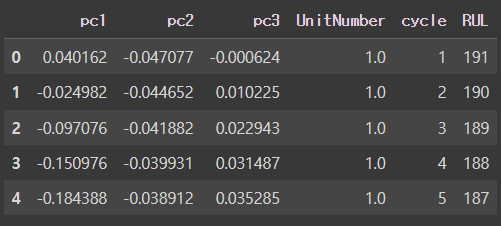 pc1 pc2 pc3 UnitNumber cycle RUL
0 0.040162 -0.047077 -0.000624 1.0 1 191
1 -0.024982 -0.044652 0.010225 1.0 2 190
2 -0.097076 -0.041882 0.022943 1.0 3 189
3 -0.150976 -0.039931 0.031487 1.0 4 188
4 -0.184388 -0.038912 0.035285 1.0 5 187